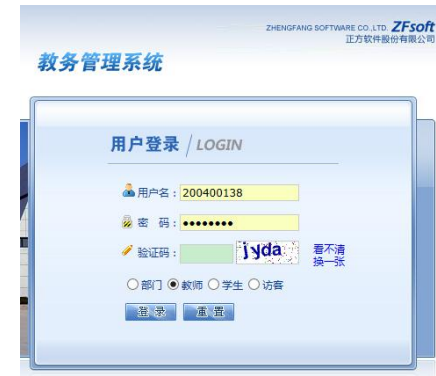 ZHENGFANG SOFTWARE CO.,LTD. ZFsoft
正方软件股份有限公司
教务管理系统
用户登录 / LOGIN
用户名：200400138
密 码：••••••••
验证码： jyda 看不清
换一张
部门 教师 学生 访客
登 录 重 置